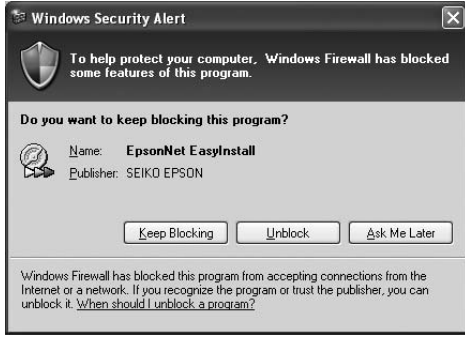 Windows Security Alert
To help protect your computer, Windows Firewall has blocked
some features of this program.
Do you want to keep blocking this program?
Name: EpsonNet EasyInstall
Publisher: SEIKO EPSON
Keep Blocking Unblock Ask Me Later
Windows Firewall has blocked this program from accepting connections from the
Internet or a network. If you recognize the program or trust the publisher, you can
unblock it. When should I unblock a program?